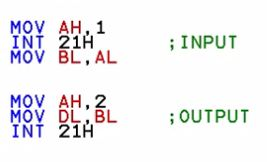 MOV AH,1
INT 21H ;INPUT
MOV BL,AL
MOV AH,2
MOV DL,BL ;OUTPUT
INT 21H